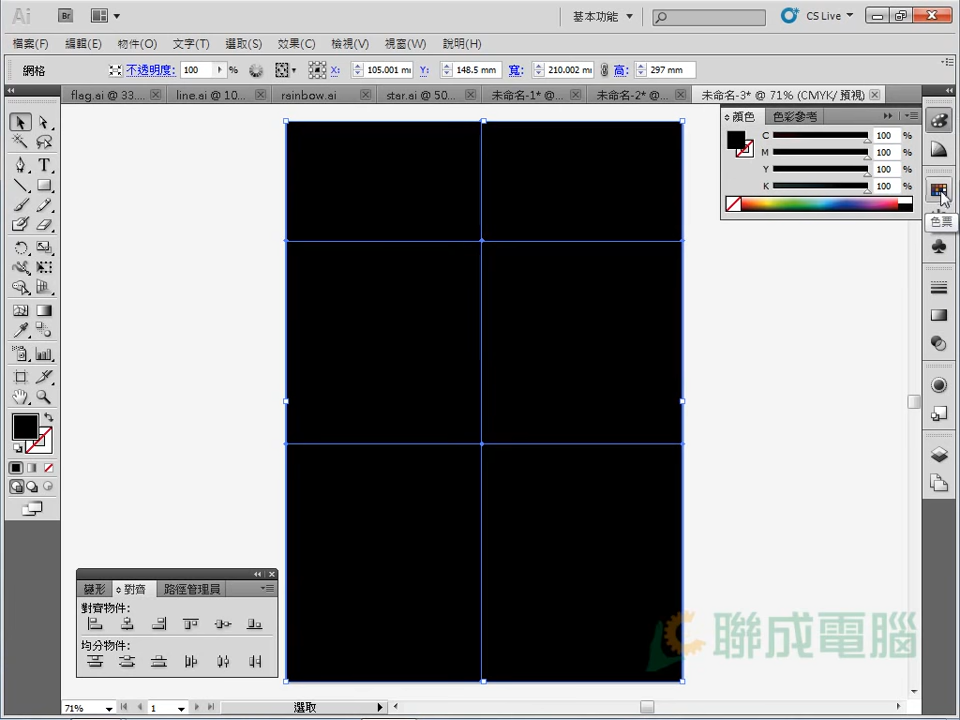 Ai Br 基本功能 CS Live
檔案(F) 編輯(E) 物件(O) 文字(T) 選取(S) 效果(C) 檢視(V) 視窗(W) 說明(H)
網格 不透明度: 100 % X: 105.001 mm Y: 148.5 mm 寬: 210.002 mm 高: 297 mm
flag.ai @ 33.... line.ai @ 10... rainbow.ai star.ai @ 50... 未命名-1* @... 未命名-2* @... 未命名-3* @ 71% (CMYK/ 預視)
顏色 色彩參考
C 100 %
M 100 %
Y 100 %
K 100 %
色票
變形 對齊 路徑管理員
對齊物件:
均分物件:
聯成電腦
71% 1 選取